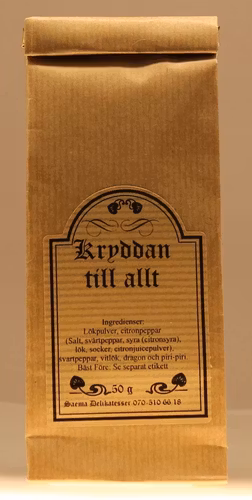 Kryddan
till allt
Ingredienser:
Lökpulver, citronpeppar
(Salt, svartpeppar, syra (citronsyra),
lök, socker, citronjuicepulver),
svartpeppar, vitlök, dragon och piri-piri.
Bäst Före: Se separat etikett
50 g
Saema Delikatesser 070-510 66 18